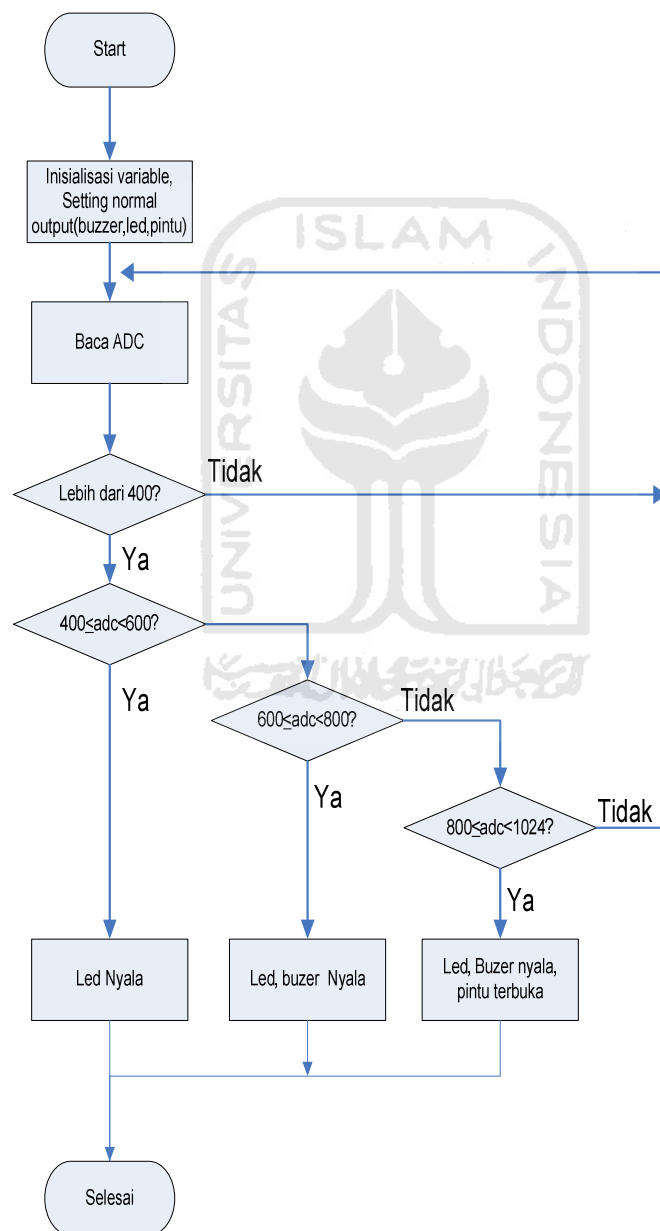 Start
Inisialisasi variable,
Setting normal
output(buzzer,led,pintu)
UNIVERSITAS
ISLAM
INDONESIA
Baca ADC
Lebih dari 400?
Tidak
Ya
400≤adc<600?
Ya
600≤adc<800?
Tidak
Ya
800≤adc<1024?
Tidak
Ya
Led Nyala
Led, buzer Nyala
Led, Buzer nyala,
pintu terbuka
Selesai